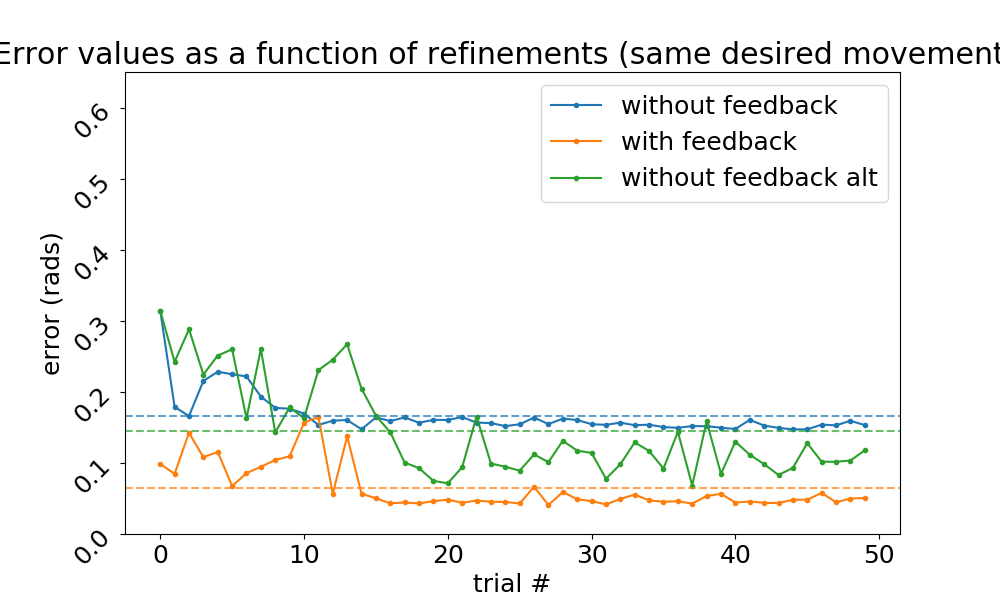 Error values as a function of refinements (same desired movement
without feedback
with feedback
without feedback alt
error (rads)
0.6
0.5
0.4
0.3
0.2
0.1
0.0
0 10 20 30 40 50
trial #